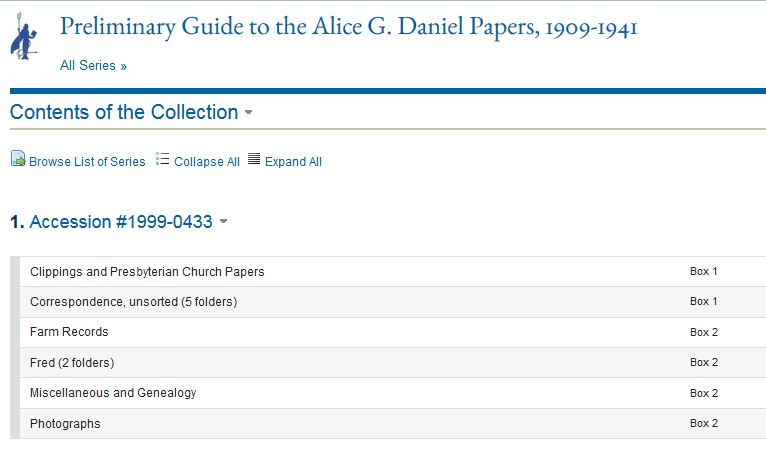 Preliminary Guide to the Alice G. Daniel Papers, 1909-1941
All Series »
Contents of the Collection
Browse List of Series Collapse All Expand All
1. Accession #1999-0433
Clippings and Presbyterian Church Papers Box 1
Correspondence, unsorted (5 folders) Box 1
Farm Records Box 2
Fred (2 folders) Box 2
Miscellaneous and Genealogy Box 2
Photographs Box 2